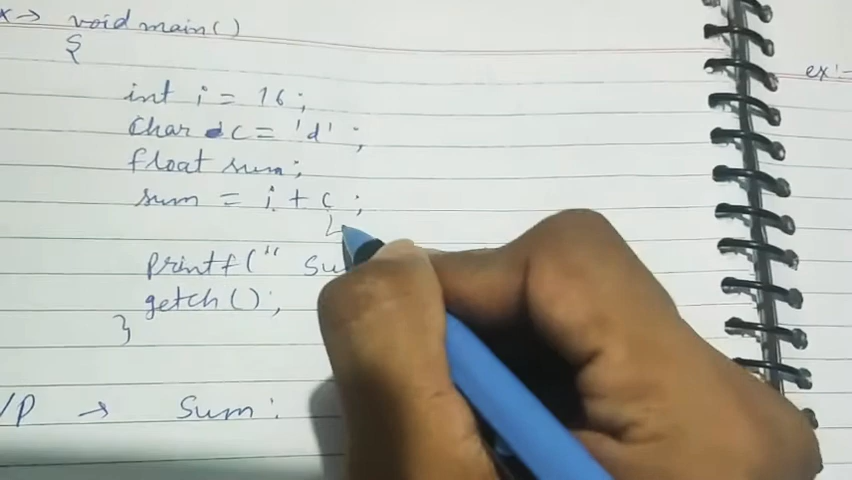 x → void main()
{
int i = 16 ;
Char c = 'd' ;
float sum;
sum = i + c ;
printf (" Su
getch();
}
/P → Sum :
ex:-